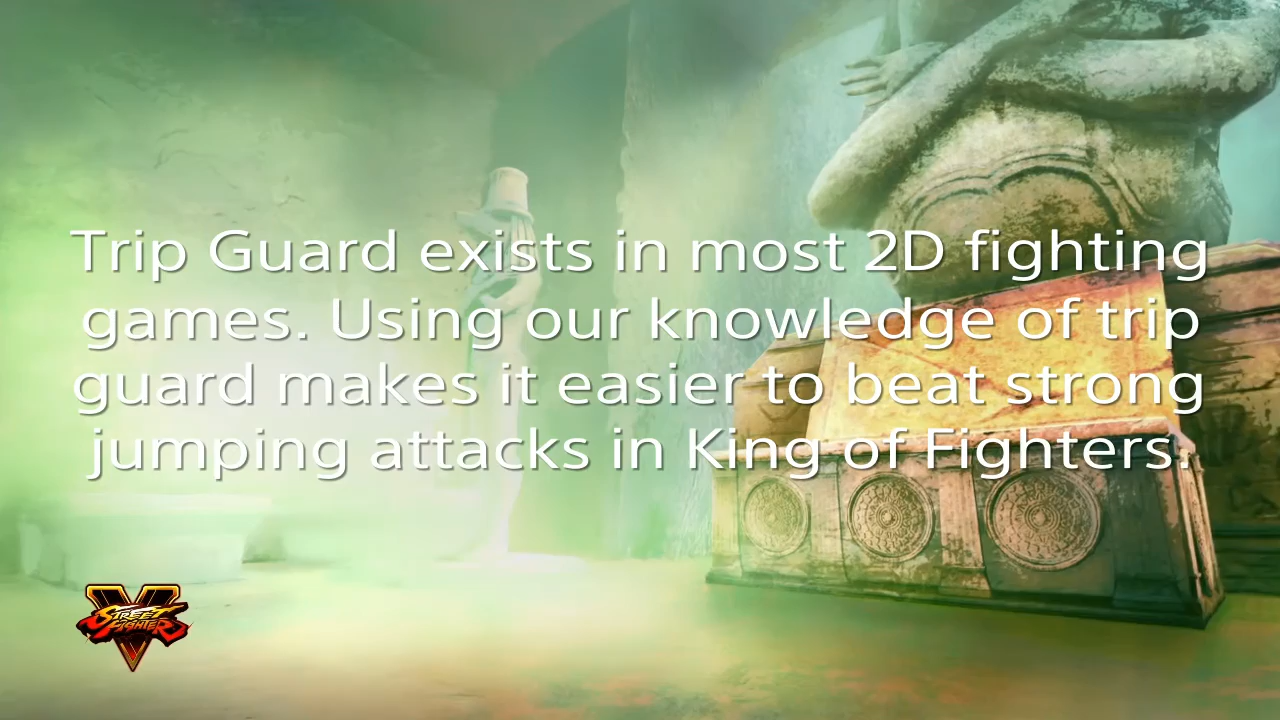 Trip Guard exists in most 2D fighting
games. Using our knowledge of trip
guard makes it easier to beat strong
jumping attacks in King of Fighters.
STREET
FIGHTER
V